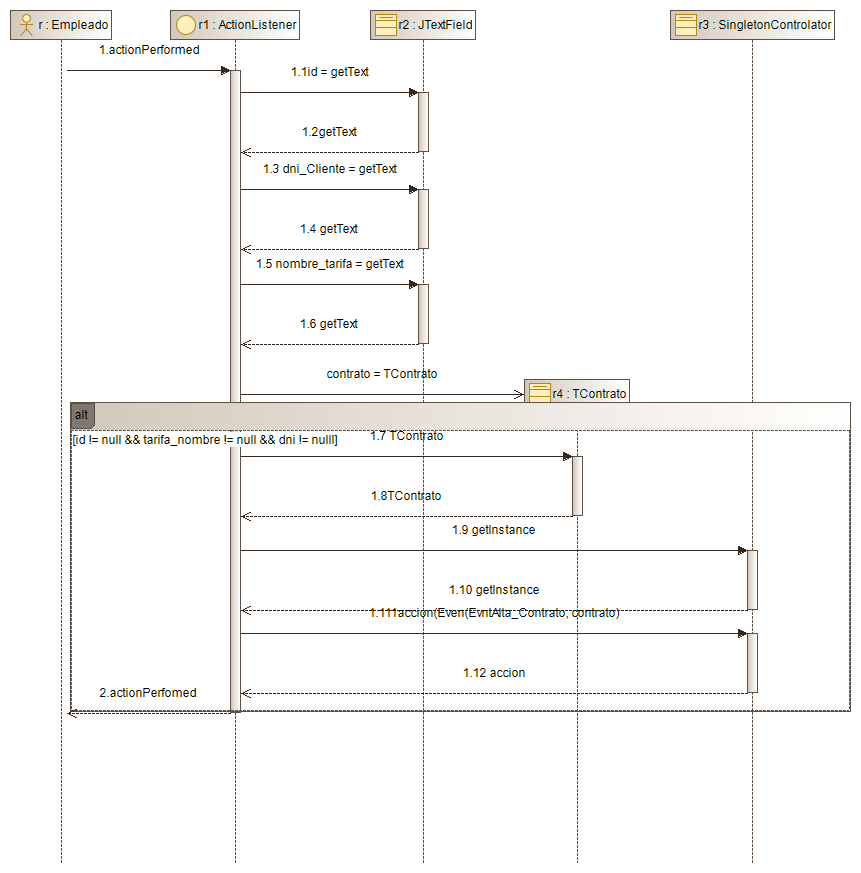 r : Empleado
r1 : ActionListener
r2 : JTextField
r3 : SingletonControlator
1.actionPerformed
1.1id = getText
1.2getText
1.3 dni_Cliente = getText
1.4 getText
1.5 nombre_tarifa = getText
1.6 getText
contrato = TContrato
r4 : TContrato
alt
[id != null && tarifa_nombre != null && dni != nulll]
1.7 TContrato
1.8TContrato
1.9 getInstance
1.10 getInstance
1.111accion(Even(EvntAlta_Contrato, contrato)
1.12 accion
2.actionPerfomed